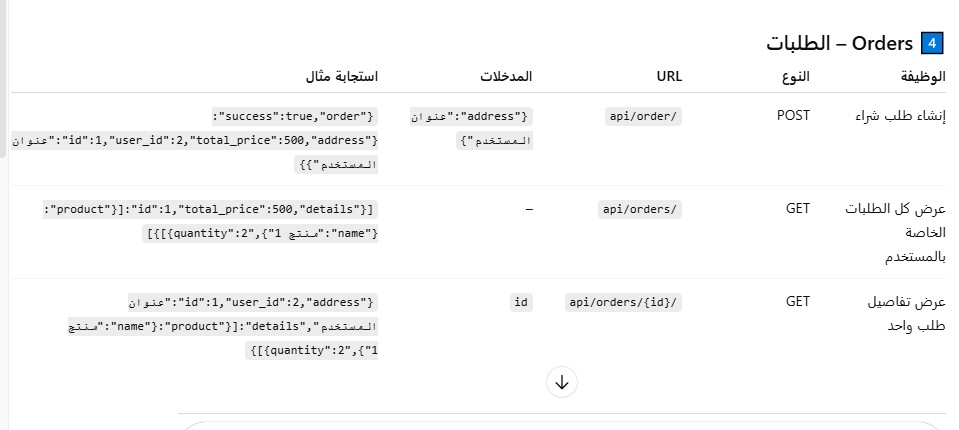 4 Orders – الطلبات
الوظيفة النوع URL المدخلات استجابة مثال
إنشاء طلب شراء POST /api/order {"address":"عنوان المستخدم"} {"success":true,"order":{"id":1,"user_id":2,"total_price":500,"address":"عنوان المستخدم"}}
عرض كل الطلبات الخاصة بالمستخدم GET /api/orders – [{"id":1,"total_price":500,"details":[{"product":{"name":"منتج 1"},"quantity":2}]}]
عرض تفاصيل طلب واحد GET /api/orders/{id} id {"id":1,"user_id":2,"address":"عنوان المستخدم","details":[{"product":{"name":"منتج 1"},"quantity":2}]}